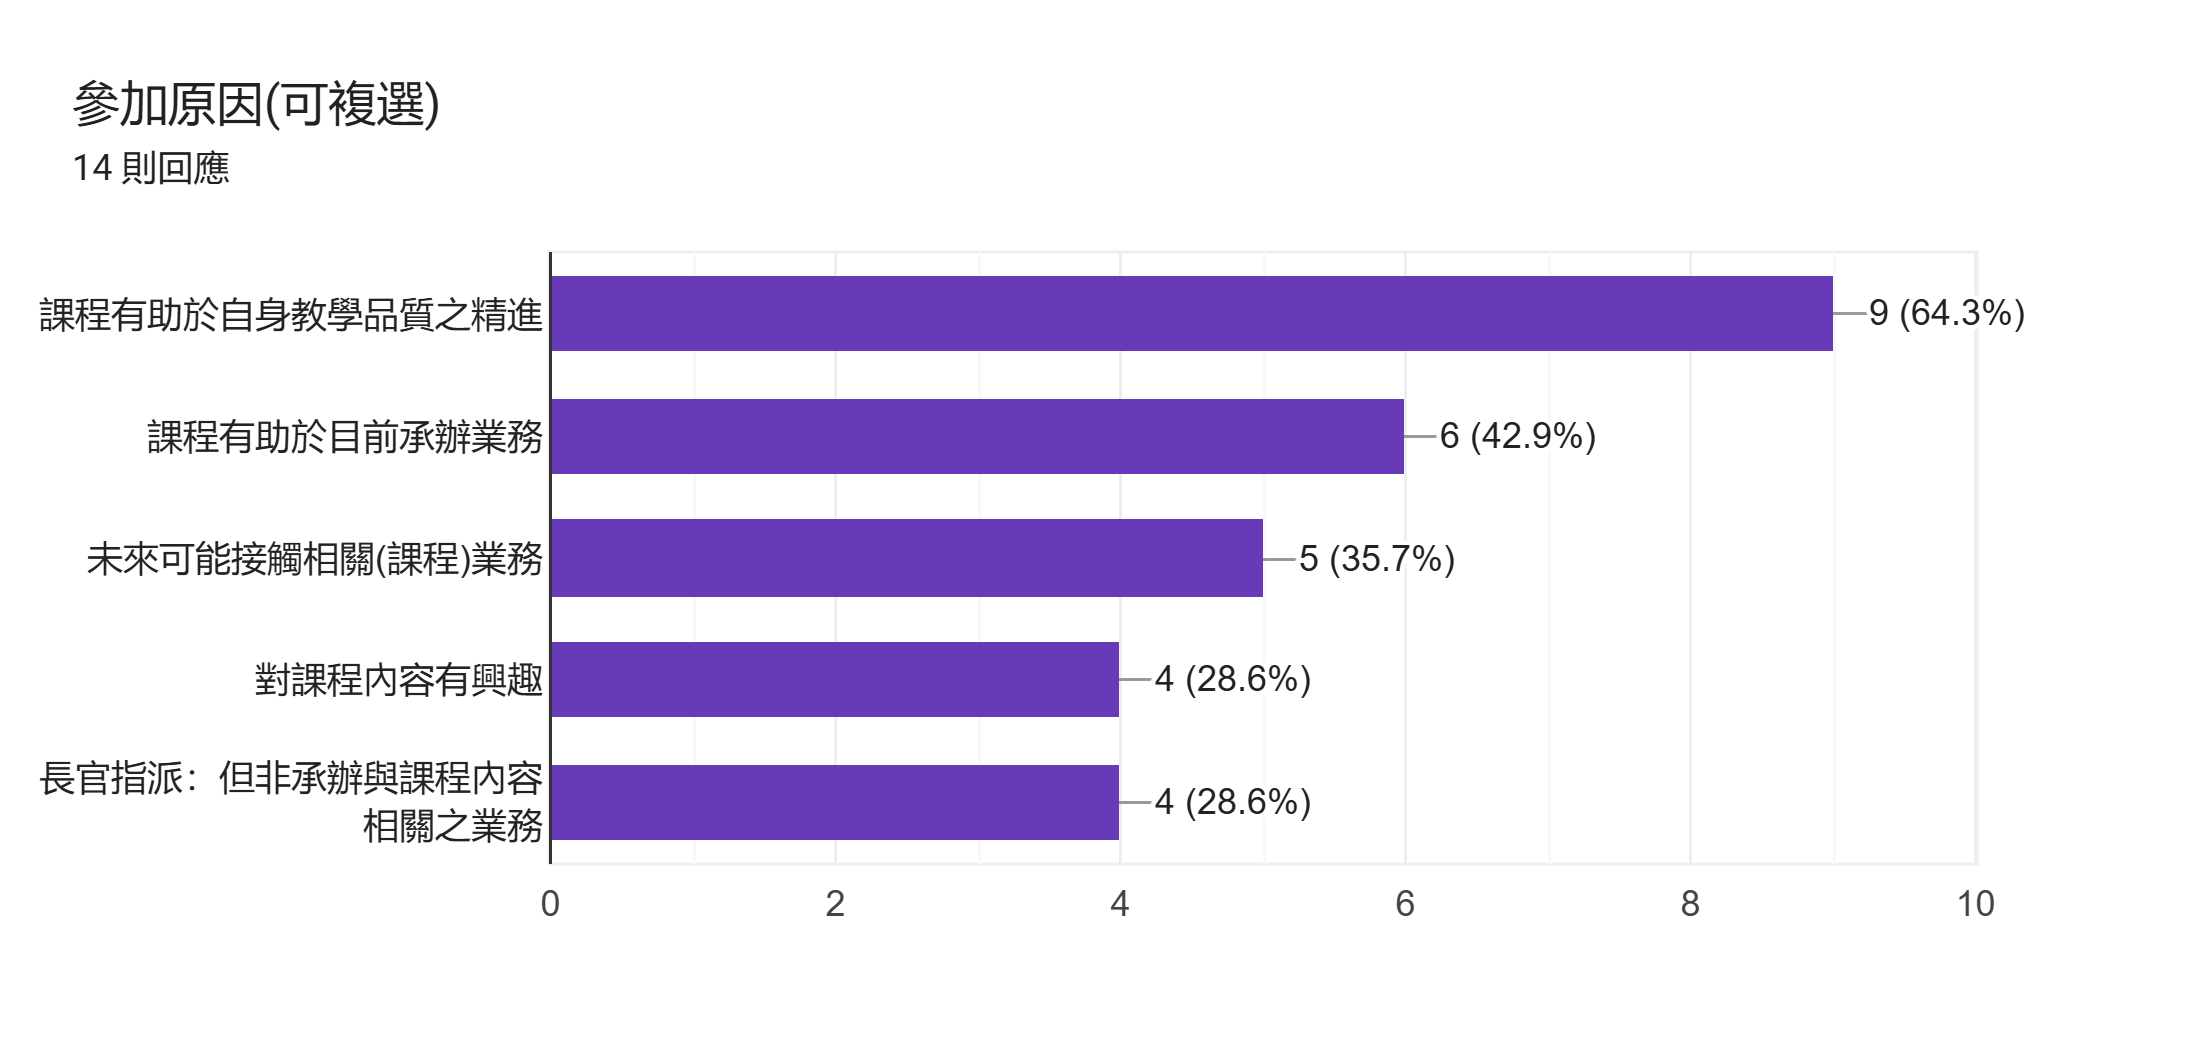 參加原因(可複選)
14 則回應
課程有助於自身教學品質之精進
9 (64.3%)
課程有助於目前承辦業務
6 (42.9%)
未來可能接觸相關(課程)業務
5 (35.7%)
對課程內容有興趣
4 (28.6%)
長官指派：但非承辦與課程內容
相關之業務
4 (28.6%)
0 2 4 6 8 10